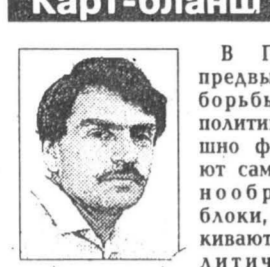 Карт-бланш
В П
предвы
борьбы
полити
шно ф
ют сам
нообр
блоки,
кивают
литич